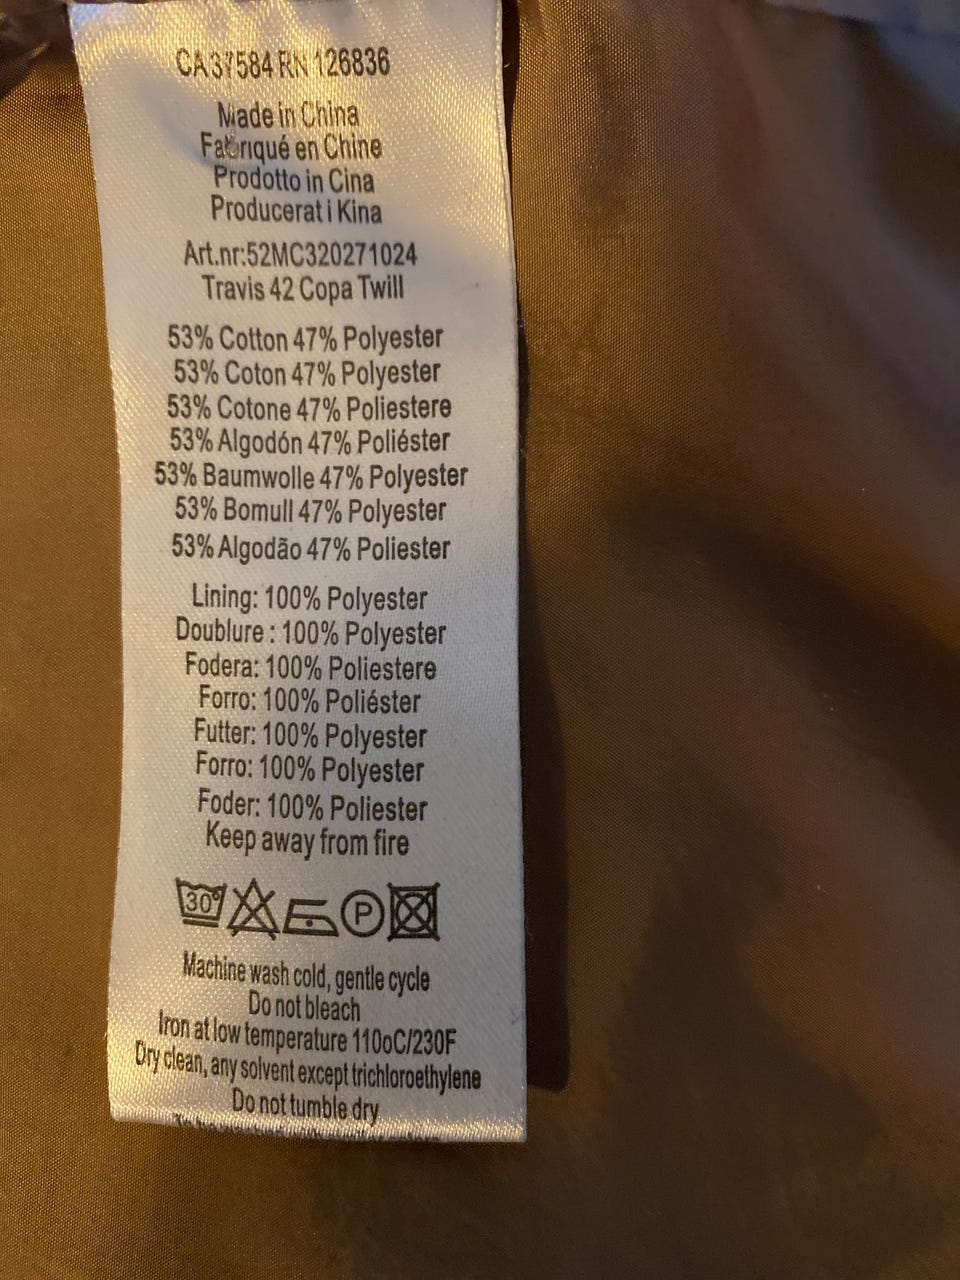 CA 37584 RN 126836
Made in China
Fabriqué en Chine
Prodotto in Cina
Producerat i Kina
Art.nr:52MC320271024
Travis 42 Copa Twill
53% Cotton 47% Polyester
53% Coton 47% Polyester
53% Cotone 47% Poliestere
53% Algodón 47% Poliéster
53% Baumwolle 47% Polyester
53% Bomull 47% Polyester
53% Algodão 47% Poliester
Lining: 100% Polyester
Doublure : 100% Polyester
Fodera: 100% Poliestere
Forro: 100% Poliéster
Futter: 100% Polyester
Forro: 100% Polyester
Foder: 100% Poliester
Keep away from fire
30° P
Machine wash cold, gentle cycle
Do not bleach
Iron at low temperature 110oC/230F
Dry clean, any solvent except trichloroethylene
Do not tumble dry